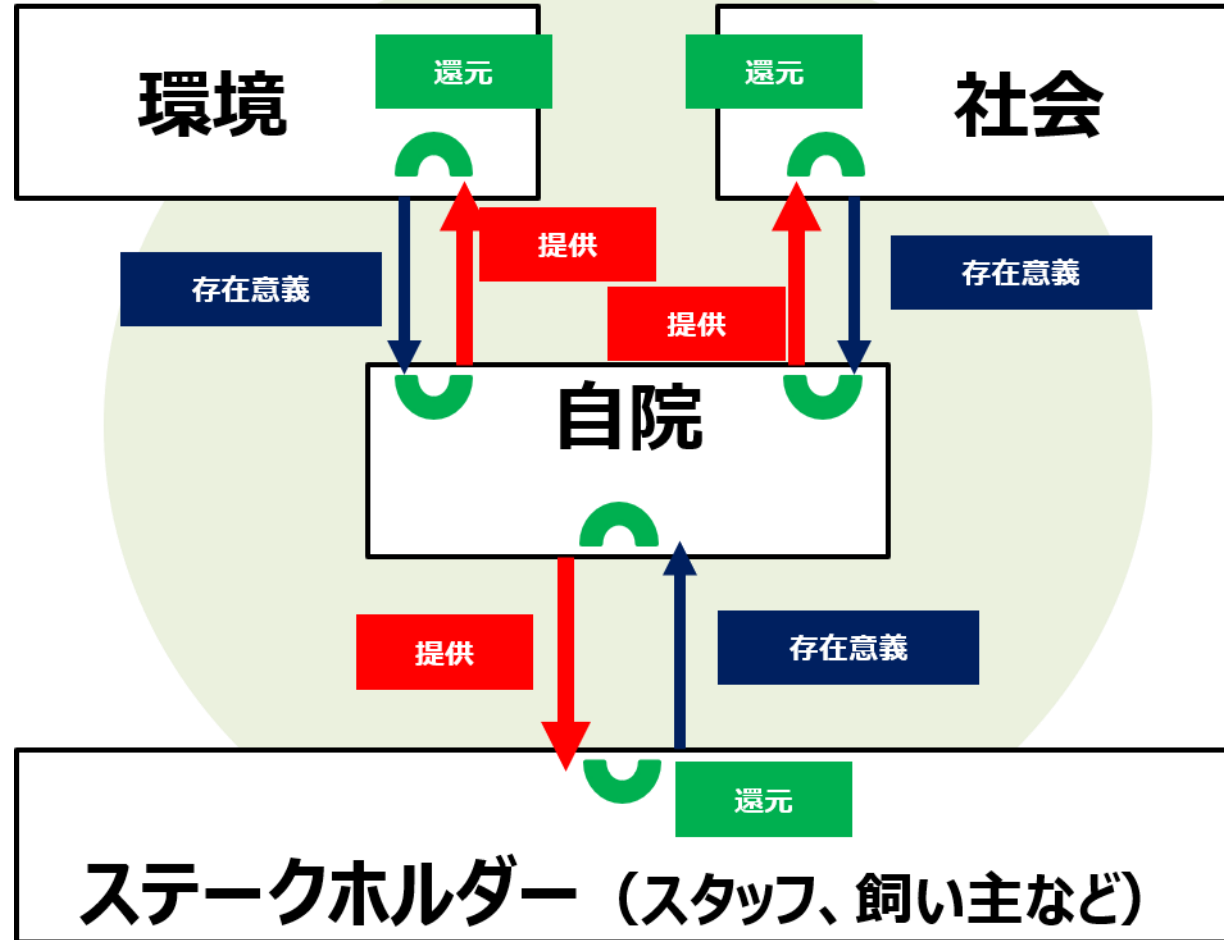 環境
還元
還元
社会
提供
存在意義
存在意義
提供
自院
提供
存在意義
還元
ステークホルダー（スタッフ、飼い主など）